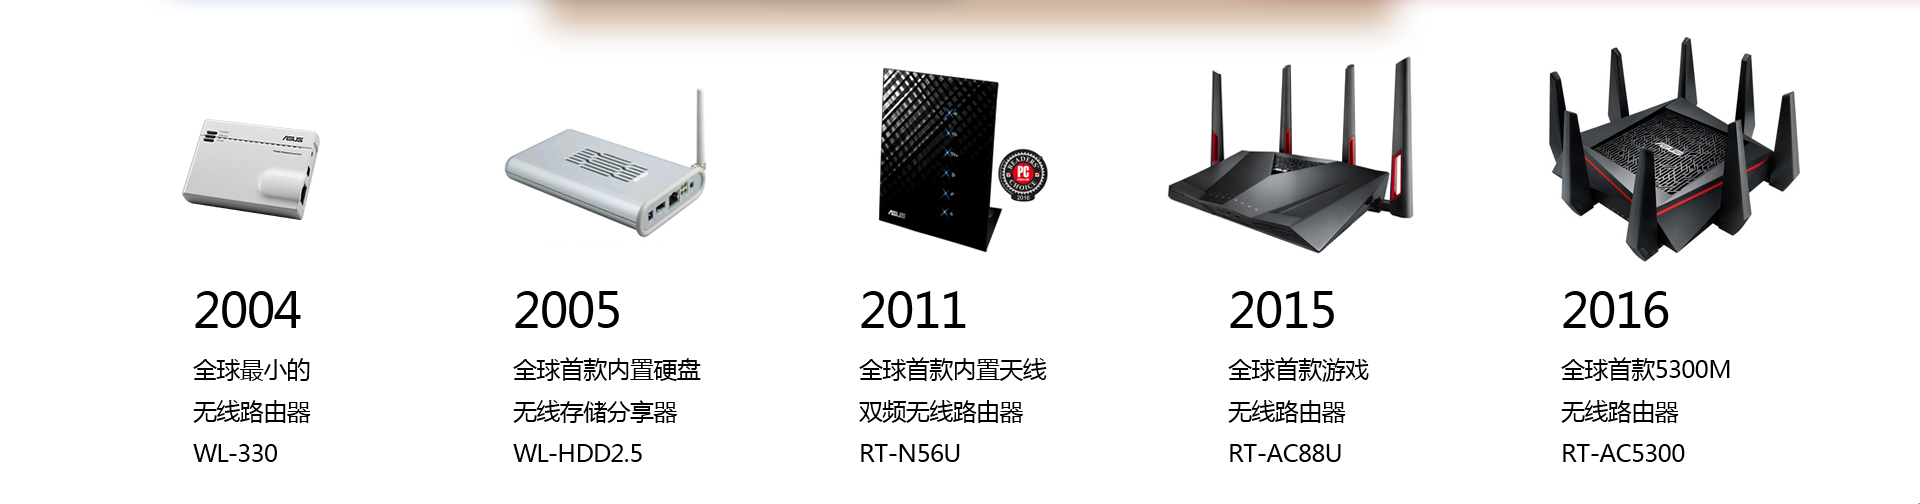 ASUS
ASUS
READERS'
PC
CHOICE
2016
ASUS
2004
全球最小的
无线路由器
WL-330
2005
全球首款内置硬盘
无线存储分享器
WL-HDD2.5
2011
全球首款内置天线
双频无线路由器
RT-N56U
2015
全球首款游戏
无线路由器
RT-AC88U
2016
全球首款5300M
无线路由器
RT-AC5300